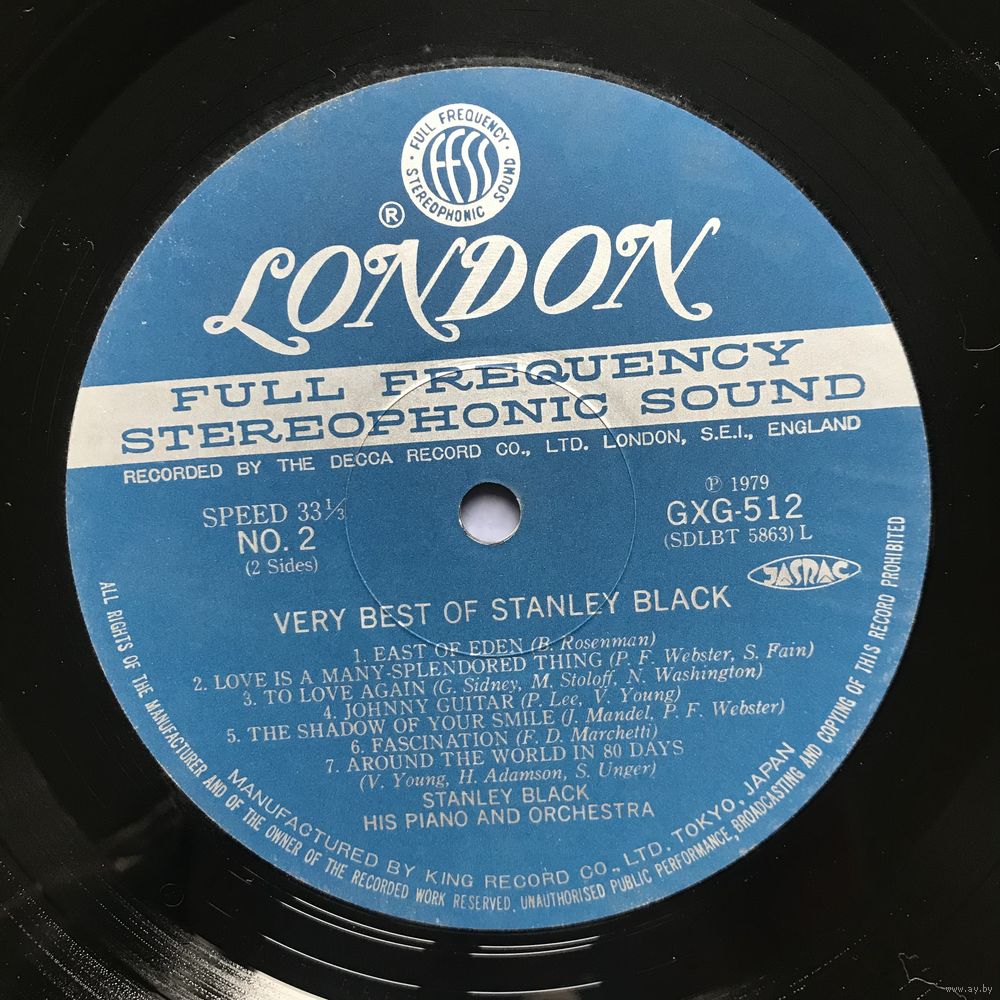 FULL FREQUENCY
FFSS
STEREOPHONIC SOUND
®
LONDON
FULL FREQUENCY
STEREOPHONIC SOUND
RECORDED BY THE DECCA RECORD CO., LTD. LONDON, S.E.I., ENGLAND
SPEED 33⅓
NO. 2
(2 Sides)
℗ 1979
GXG-512
(SDLBT 5863) L
JASRAC
VERY BEST OF STANLEY BLACK
1. EAST OF EDEN (B. Rosenman)
2. LOVE IS A MANY-SPLENDORED THING (P. F. Webster, S. Fain)
3. TO LOVE AGAIN (G. Sidney, M. Stoloff, N. Washington)
4. JOHNNY GUITAR (P. Lee, V. Young)
5. THE SHADOW OF YOUR SMILE (J. Mandel, P. F. Webster)
6. FASCINATION (F. D. Marchetti)
7. AROUND THE WORLD IN 80 DAYS
(V. Young, H. Adamson, S. Unger)
STANLEY BLACK
HIS PIANO AND ORCHESTRA
MANUFACTURED BY KING RECORD CO., LTD. TOKYO, JAPAN
ALL RIGHTS OF THE MANUFACTURER AND OF THE OWNER OF THE RECORDED WORK RESERVED. UNAUTHORISED PUBLIC PERFORMANCE, BROADCASTING AND COPYING OF THIS RECORD PROHIBITED
www.ay.by